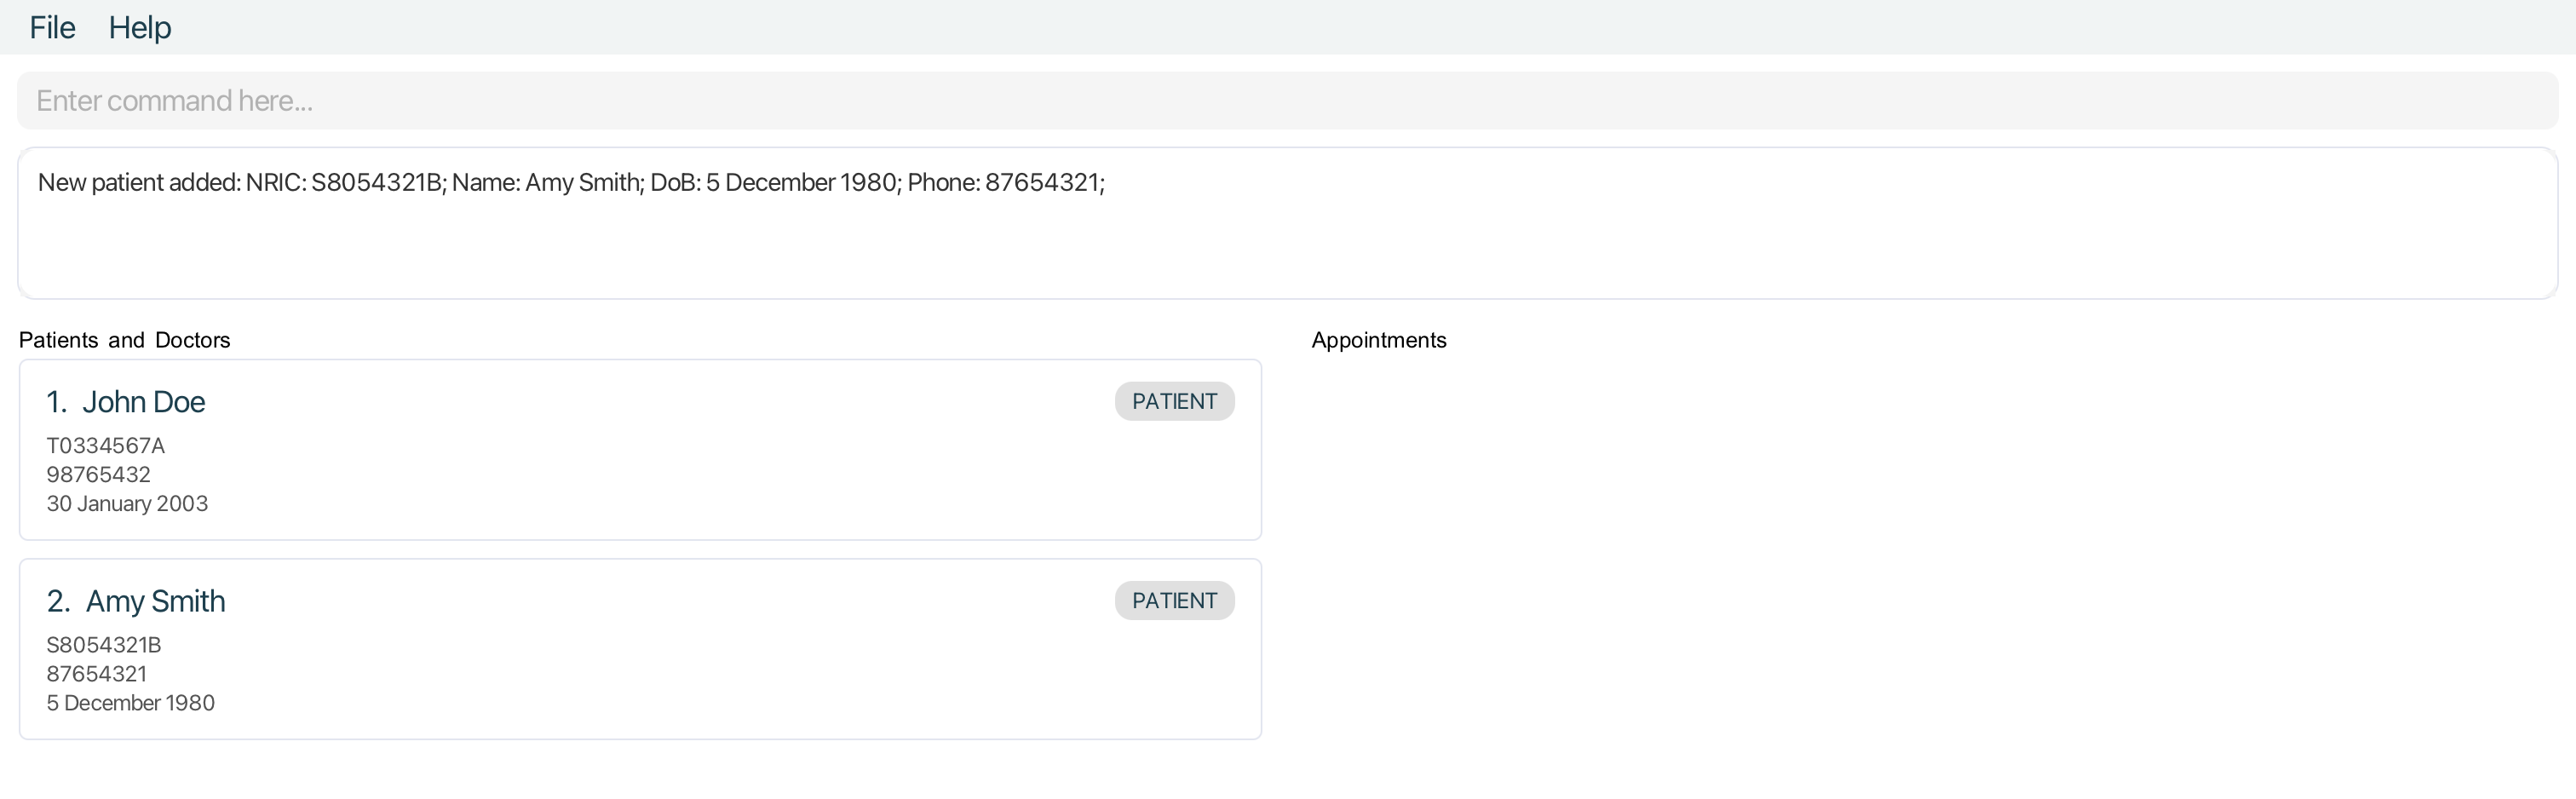 File Help
Enter command here...
New patient added: NRIC: S8054321B; Name: Amy Smith; DoB: 5 December 1980; Phone: 87654321;
Patients and Doctors
1. John Doe PATIENT
T0334567A
98765432
30 January 2003
2. Amy Smith PATIENT
S8054321B
87654321
5 December 1980
Appointments